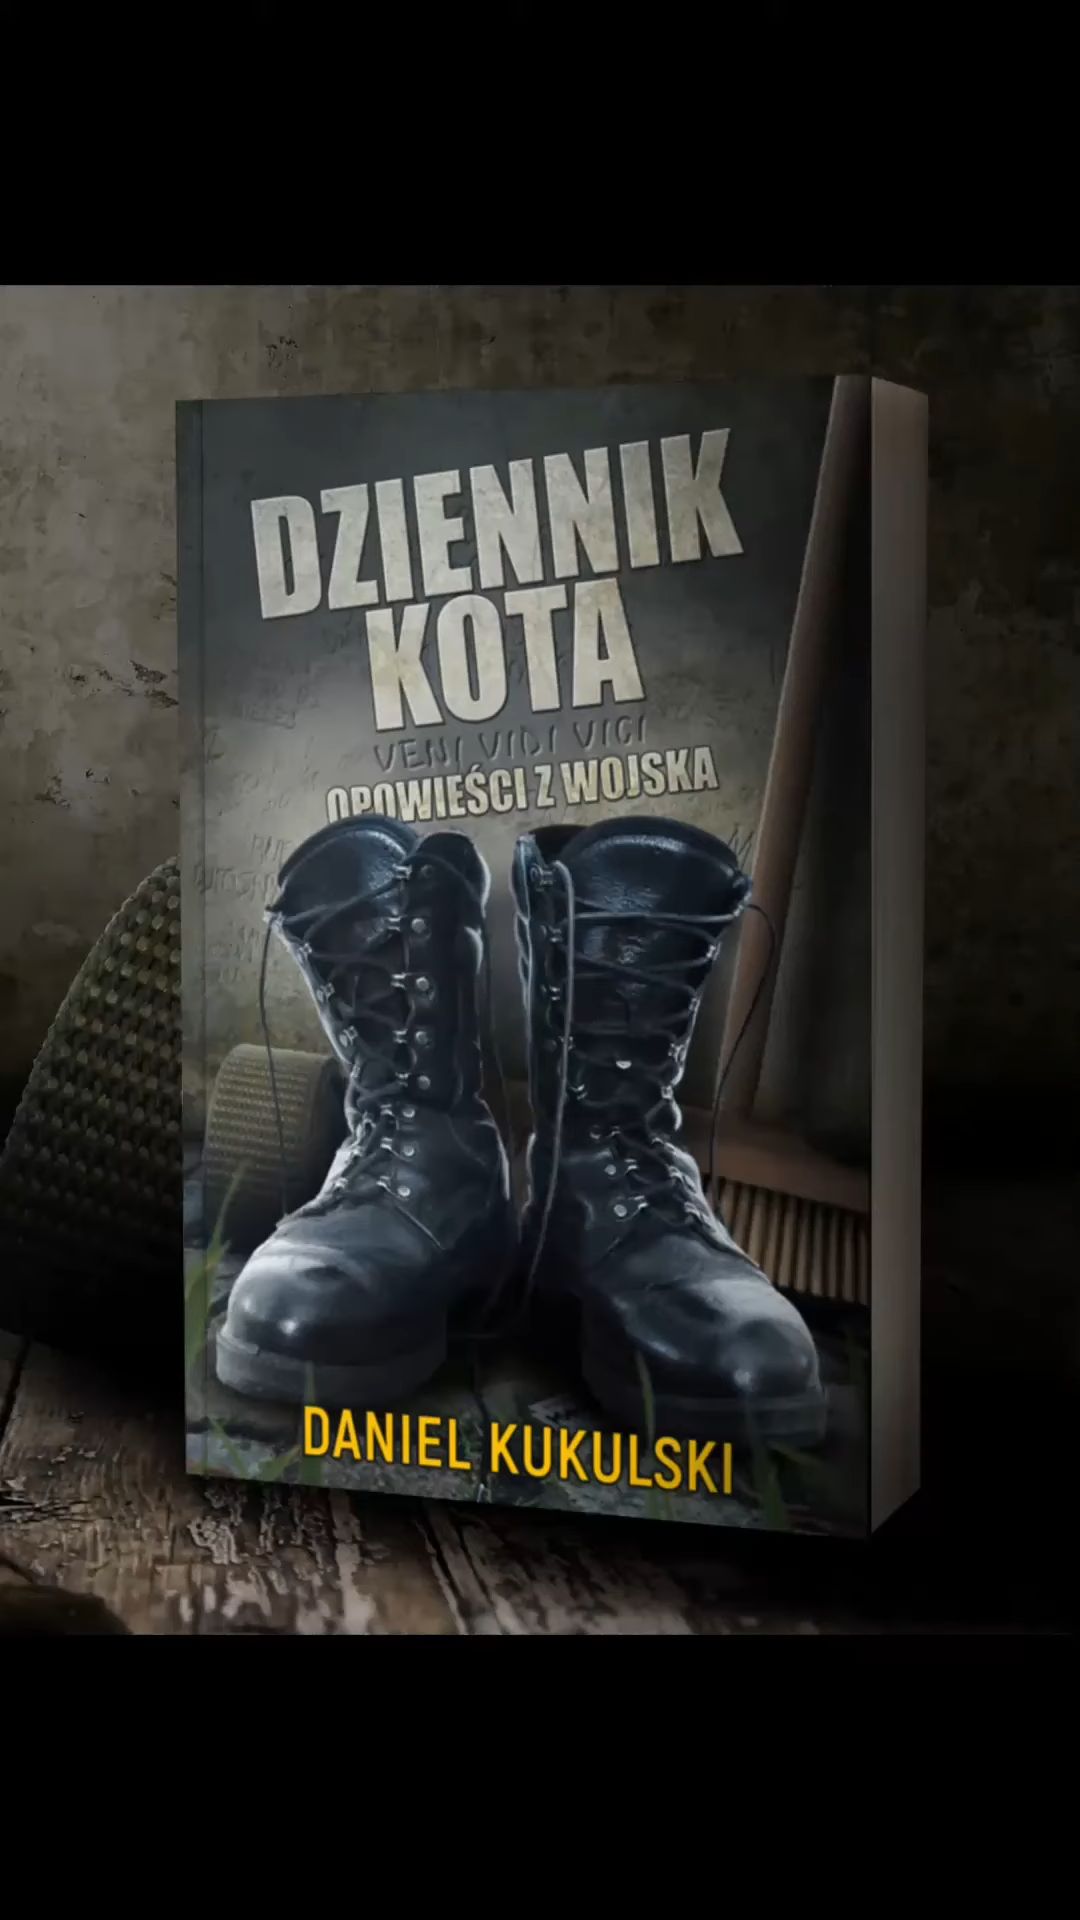 DZIENNIK
KOTA
VENI VIDI VICI
OPOWIEŚCI Z WOJSKA
DANIEL KUKULSKI